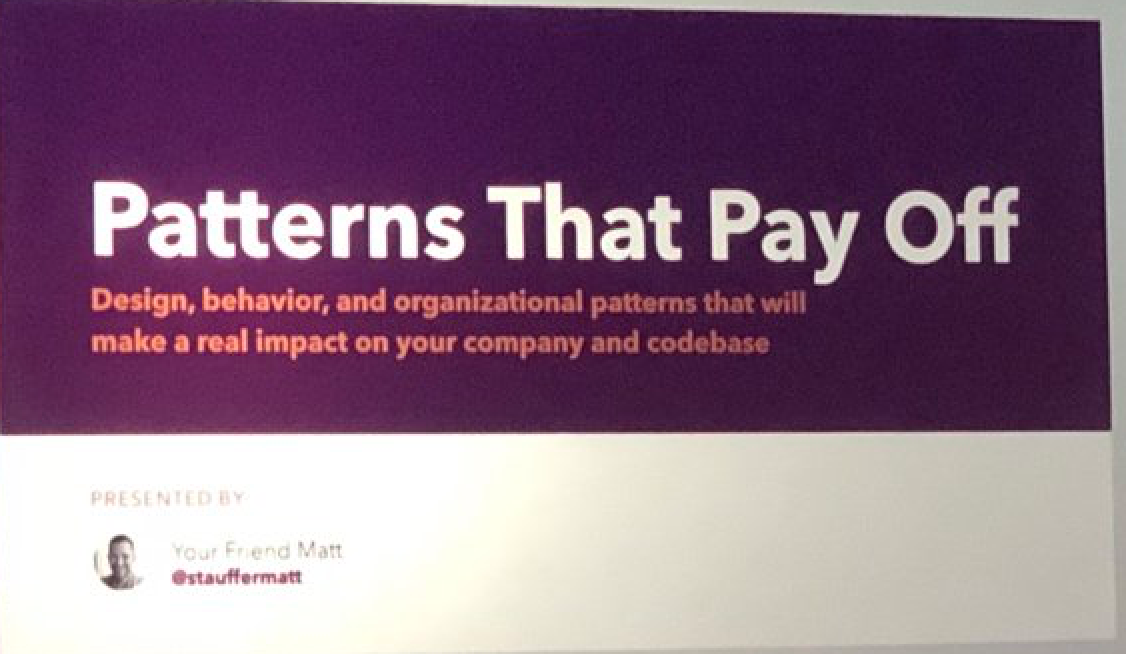 Patterns That Pay Off
Design, behavior, and organizational patterns that will
make a real impact on your company and codebase
PRESENTED BY
Your Friend Matt
@stauffermatt